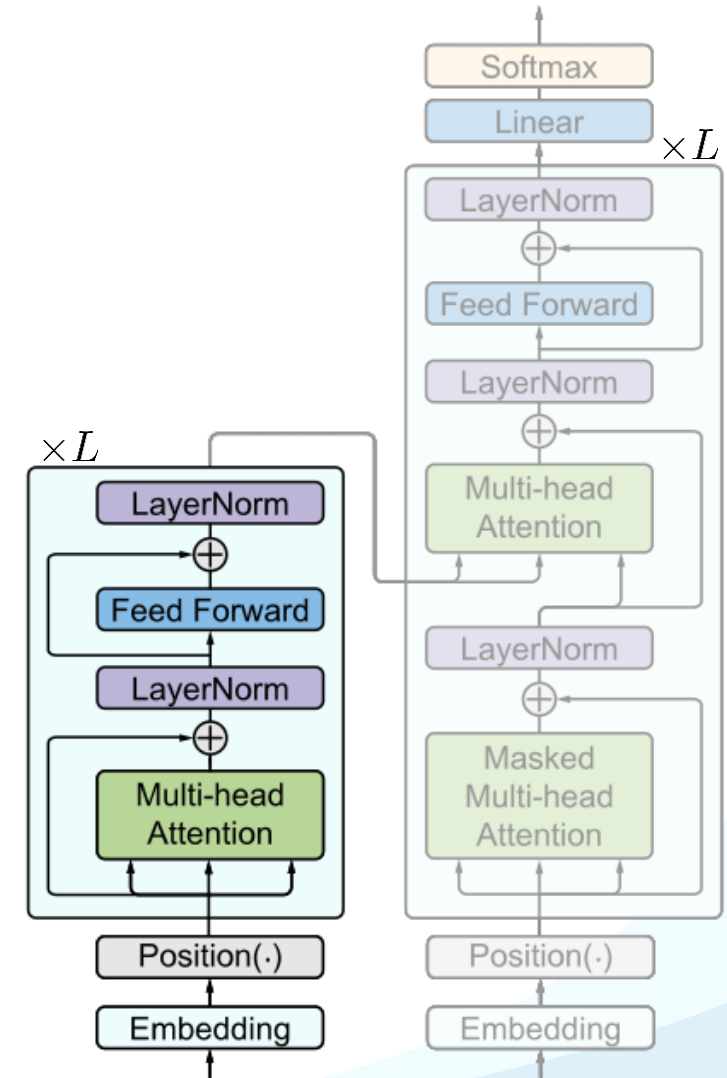 Softmax
Linear
×L
LayerNorm
Feed Forward
LayerNorm
Multi-head
Attention
LayerNorm
Masked
Multi-head
Attention
Position(·)
Embedding
×L
LayerNorm
Feed Forward
LayerNorm
Multi-head
Attention
Position(·)
Embedding